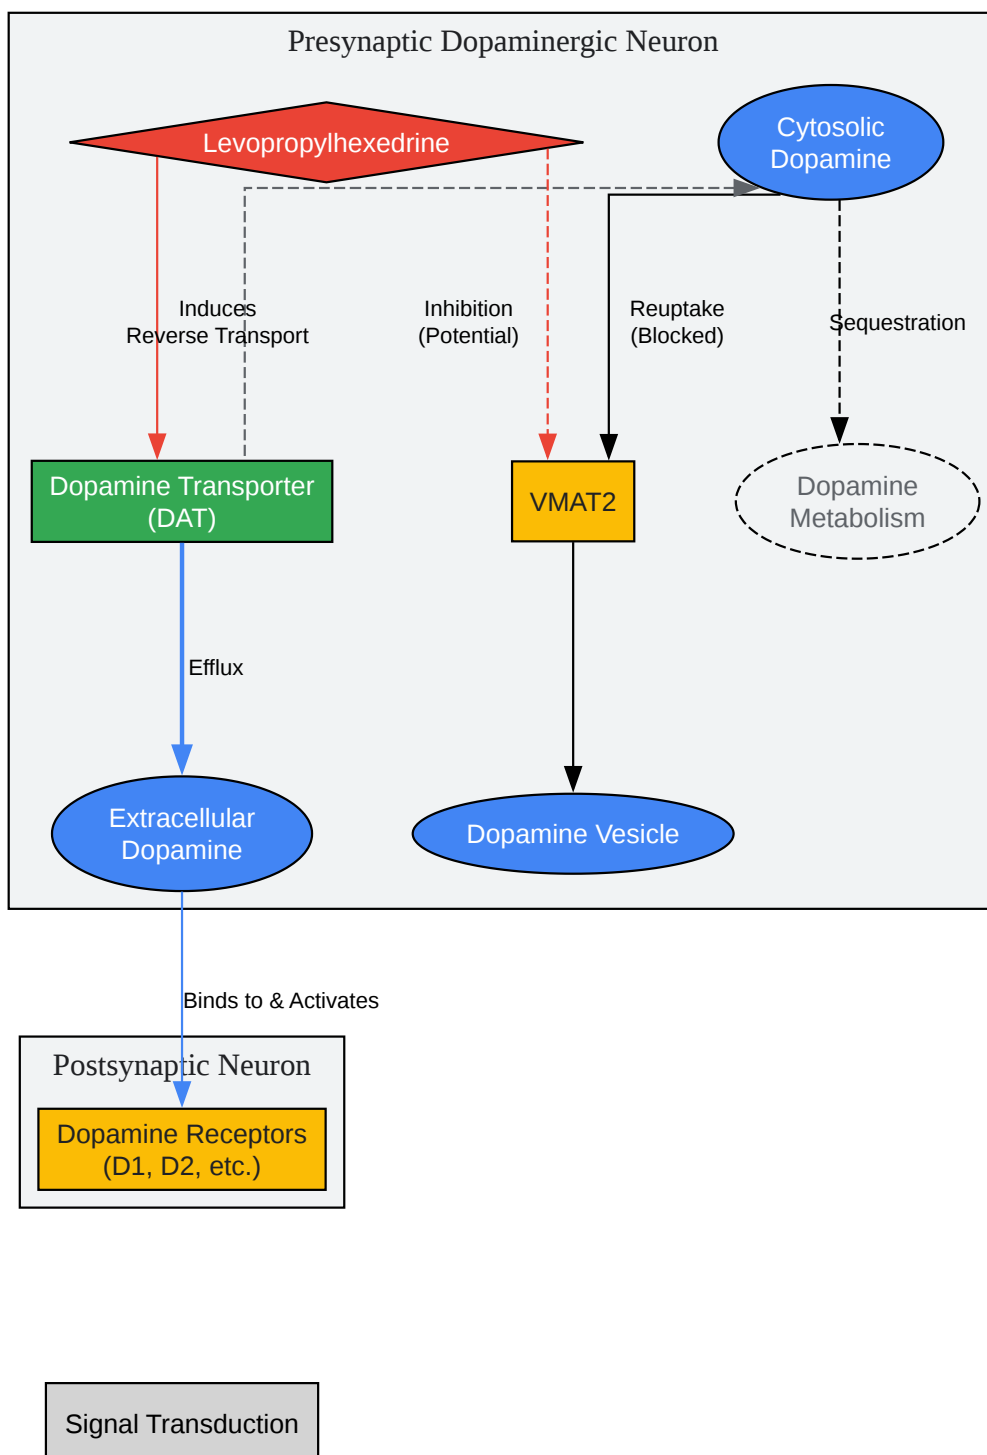 Presynaptic Dopaminergic Neuron
Levopropylhexedrine
Cytosolic
Dopamine
Induces
Reverse Transport
Inhibition
(Potential)
Reuptake
(Blocked)
Sequestration
Dopamine Transporter
(DAT)
VMAT2
Dopamine
Metabolism
Efflux
Extracellular
Dopamine
Dopamine Vesicle
Binds to & Activates
Postsynaptic Neuron
Dopamine Receptors
(D1, D2, etc.)
Signal Transduction